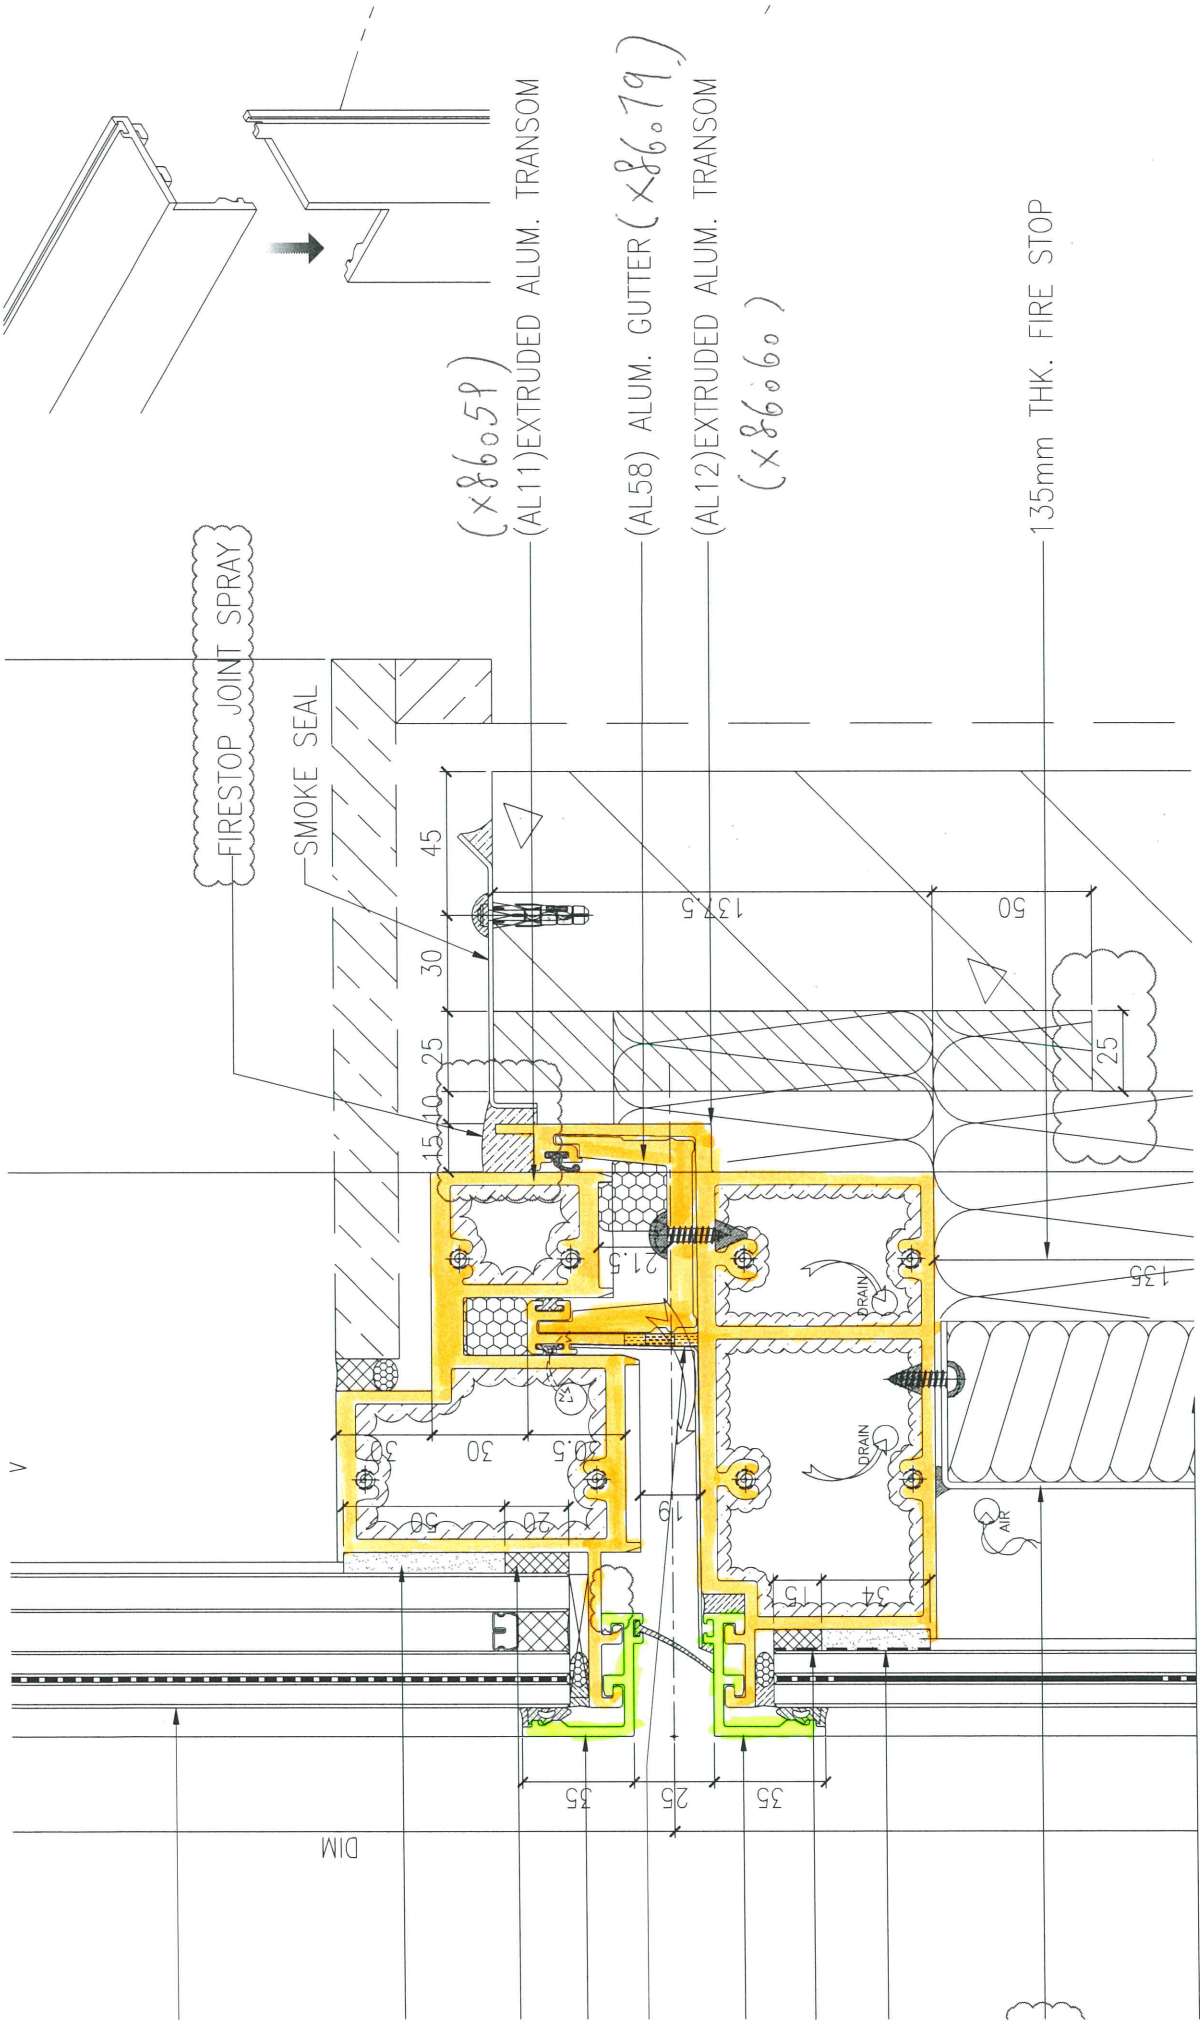 FIRESTOP JOINT SPRAY
SMOKE SEAL
(X86059)
(AL11)EXTRUDED ALUM. TRANSOM
(AL58) ALUM. GUTTER (X86079)
(AL12)EXTRUDED ALUM. TRANSOM
(X86060)
135mm THK. FIRE STOP
45
30
25
10
15
137.5
50
25
135
21.5
30
30
30.5
50
20
19
15
34
DRAIN
DRAIN
AIR
35
25
35
DIM
V